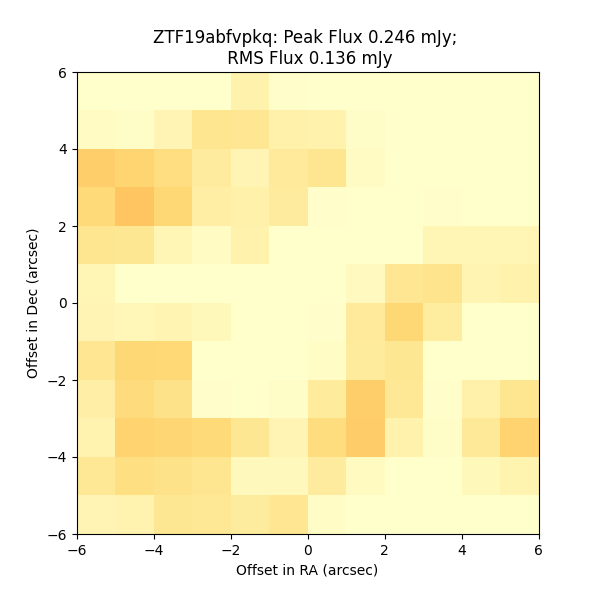 ZTF19abfvpkq: Peak Flux 0.246 mJy;
RMS Flux 0.136 mJy
6
4
2
0
−2
−4
−6
Offset in Dec (arcsec)
−6 −4 −2 0 2 4 6
Offset in RA (arcsec)